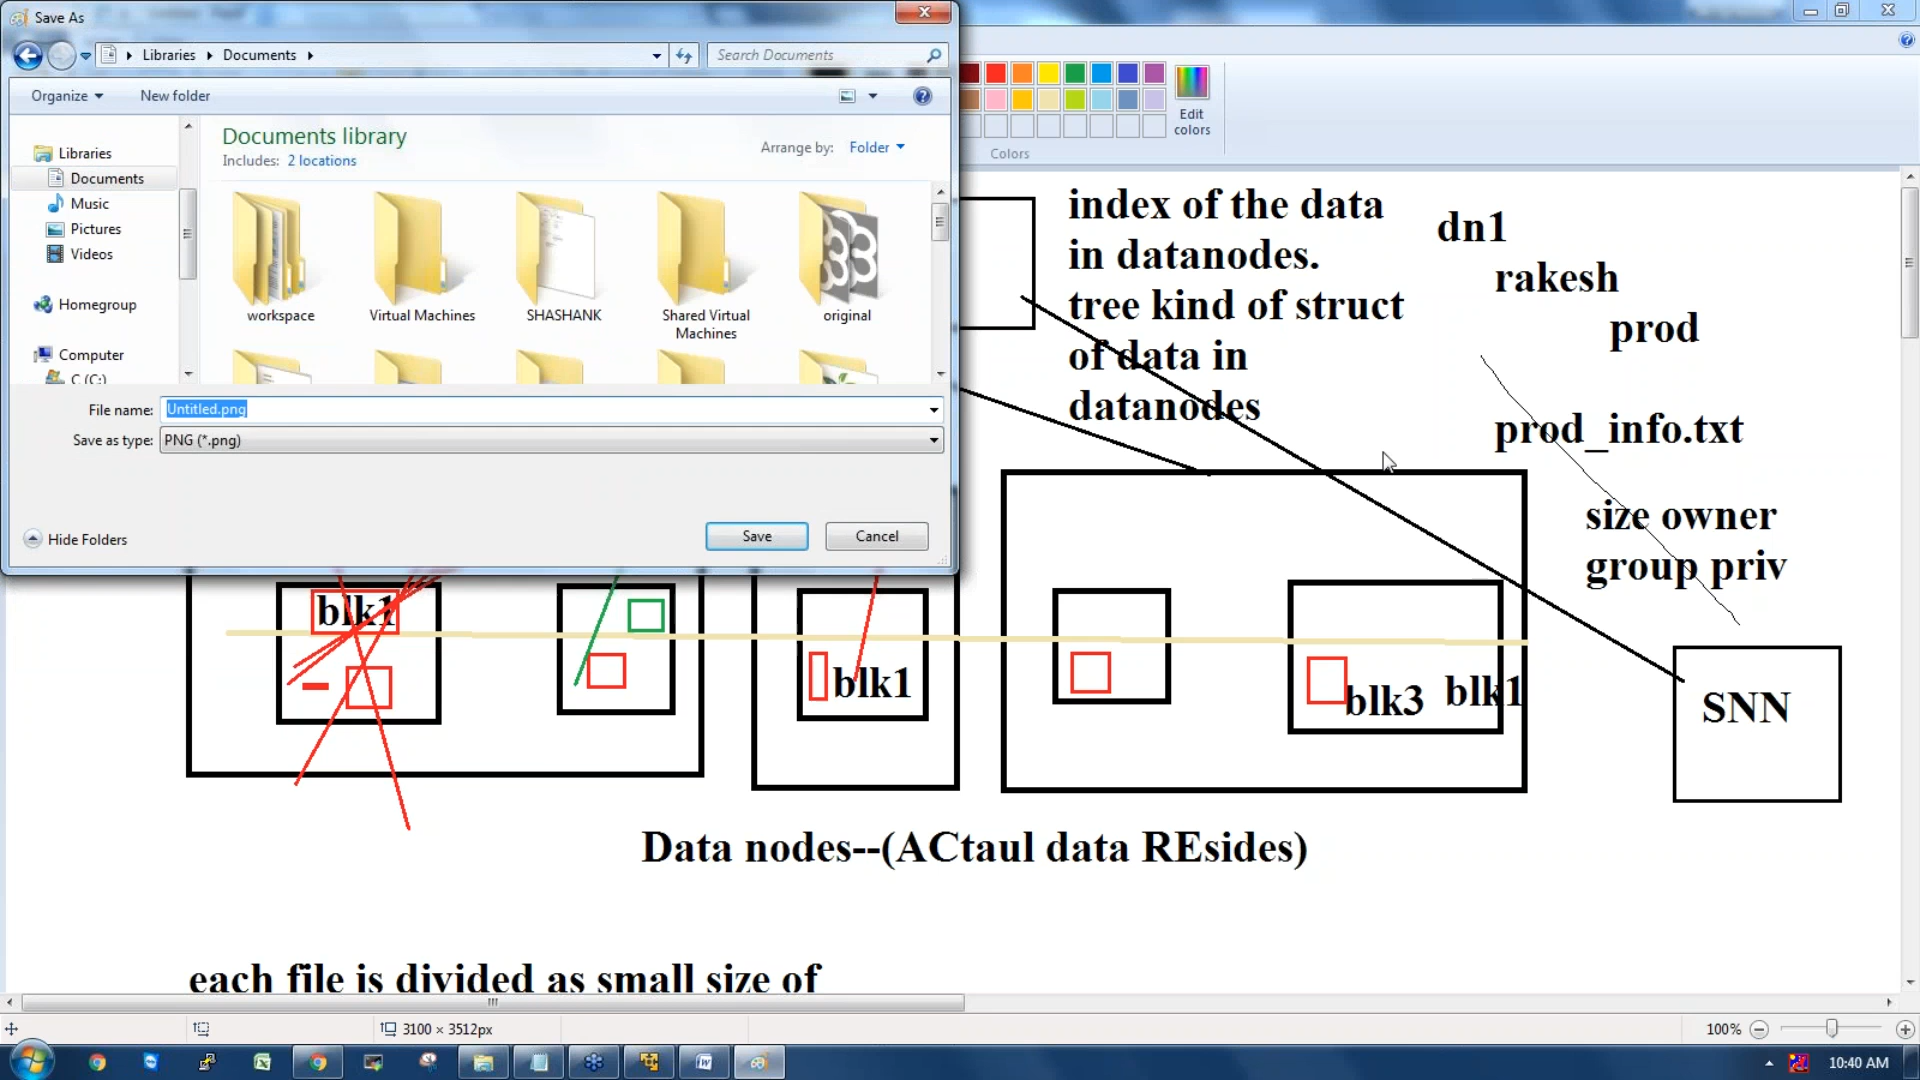 Save As
Libraries
Documents
Search Documents
Organize
New folder
Documents library
Includes: 2 locations
Arrange by: Folder
Libraries
Documents
Music
Pictures
Videos
Homegroup
Computer
C (C:)
workspace
Virtual Machines
SHASHANK
Shared Virtual
Machines
original
File name: Untitled.png
Save as type: PNG (*.png)
Hide Folders
Save
Cancel
Edit
colors
Colors
index of the data
in datanodes.
tree kind of struct
of data in
datanodes
dn1
rakesh
prod
prod_info.txt
size owner
group priv
blk1
blk1
blk3
blk1
SNN
Data nodes--(ACtaul data REsides)
each file is divided as small size of
3100 × 3512px
100%
10:40 AM